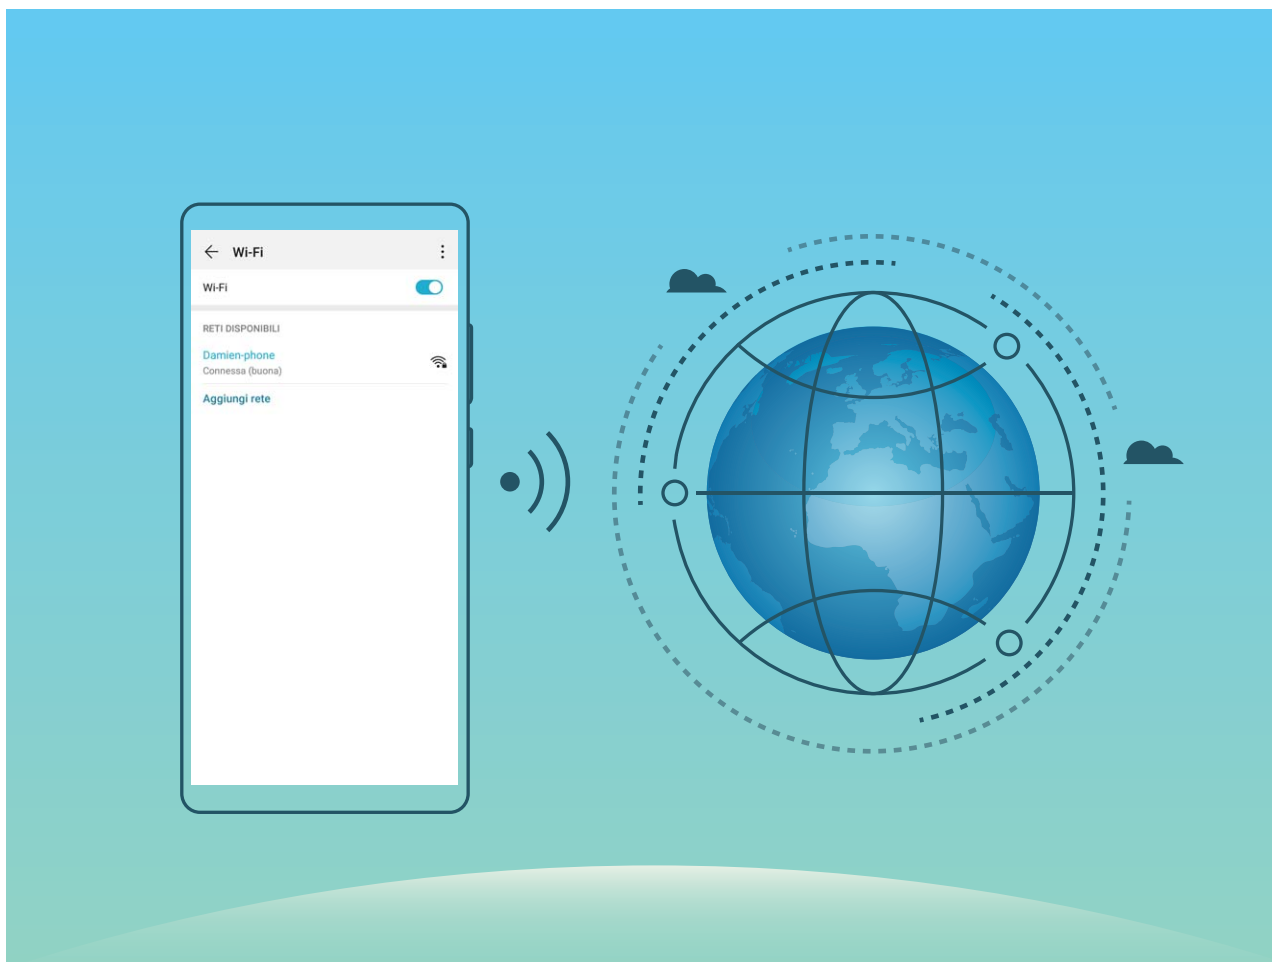 Wi-Fi
Wi-Fi
RETI DISPONIBILI
Damien-phone
Connessa (buona)
Aggiungi rete